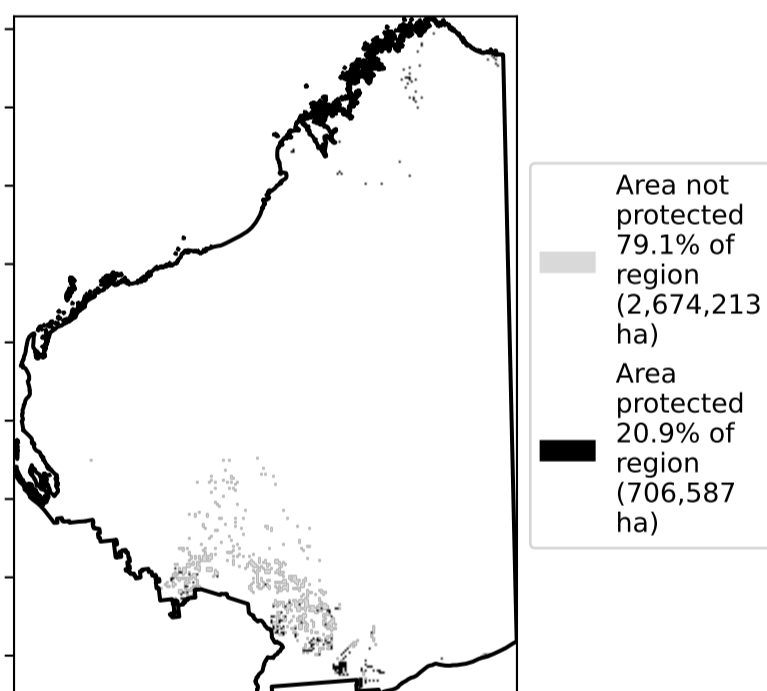 Area not
protected
79.1% of
region
(2,674,213
ha)
Area
protected
20.9% of
region
(706,587
ha)